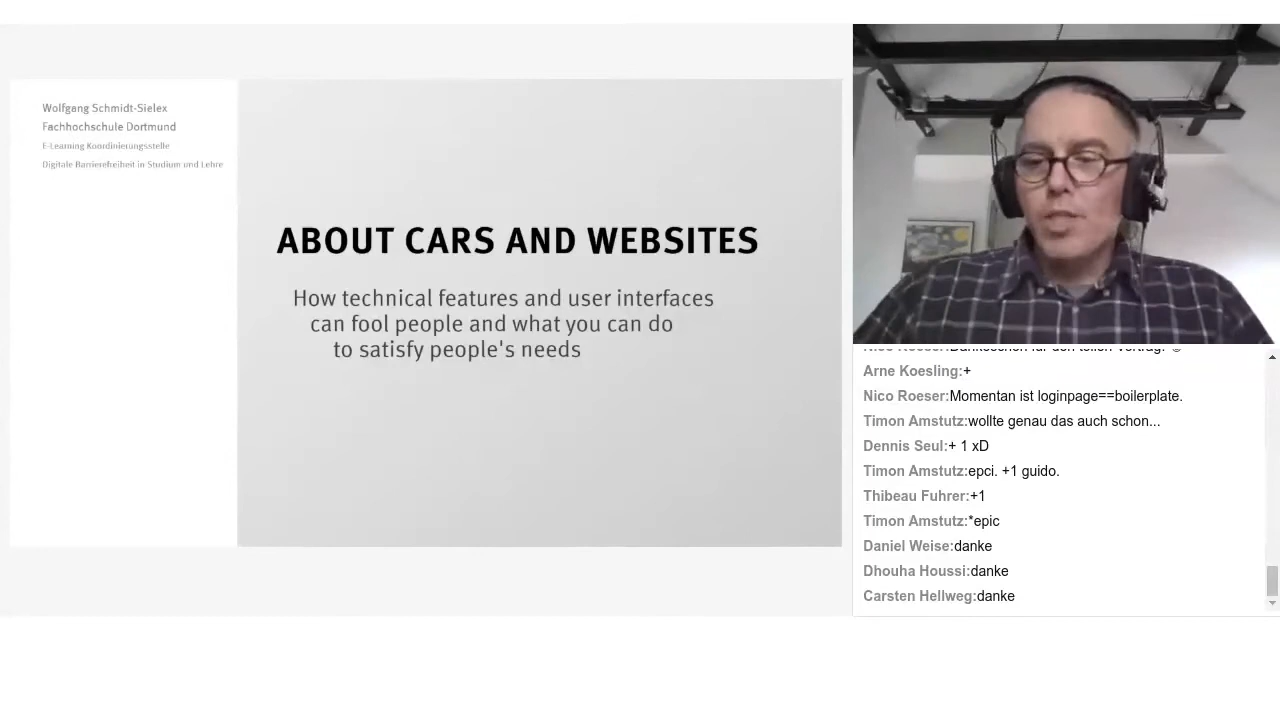 Wolfgang Schmidt-Sielex
Fachhochschule Dortmund
E-Learning Koordinierungsstelle
Digitale Barrierefreiheit in Studium und Lehre
ABOUT CARS AND WEBSITES
How technical features and user interfaces
can fool people and what you can do
to satisfy people's needs
Arne Koesling:+
Nico Roeser:Momentan ist loginpage==boilerplate.
Timon Amstutz:wollte genau das auch schon...
Dennis Seul:+ 1 xD
Timon Amstutz:epci. +1 guido.
Thibeau Fuhrer:+1
Timon Amstutz:*epic
Daniel Weise:danke
Dhouha Houssi:danke
Carsten Hellweg:danke